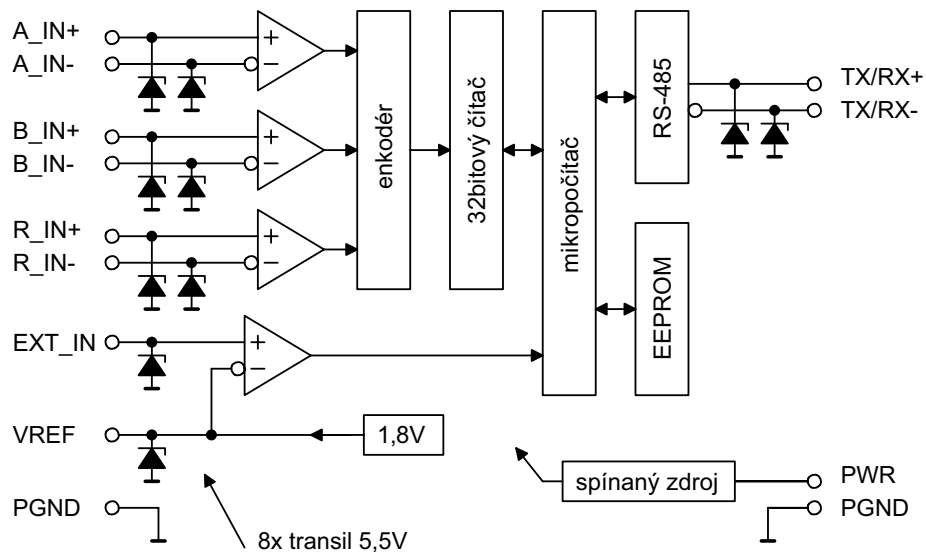 A_IN+
A_IN-
B_IN+
B_IN-
R_IN+
R_IN-
EXT_IN
VREF
PGND
+
−
+
−
+
−
+
−
enkodér
32bitový čítač
mikropočítač
RS-485
EEPROM
TX/RX+
TX/RX-
1,8V
spínaný zdroj
PWR
PGND
8x transil 5,5V